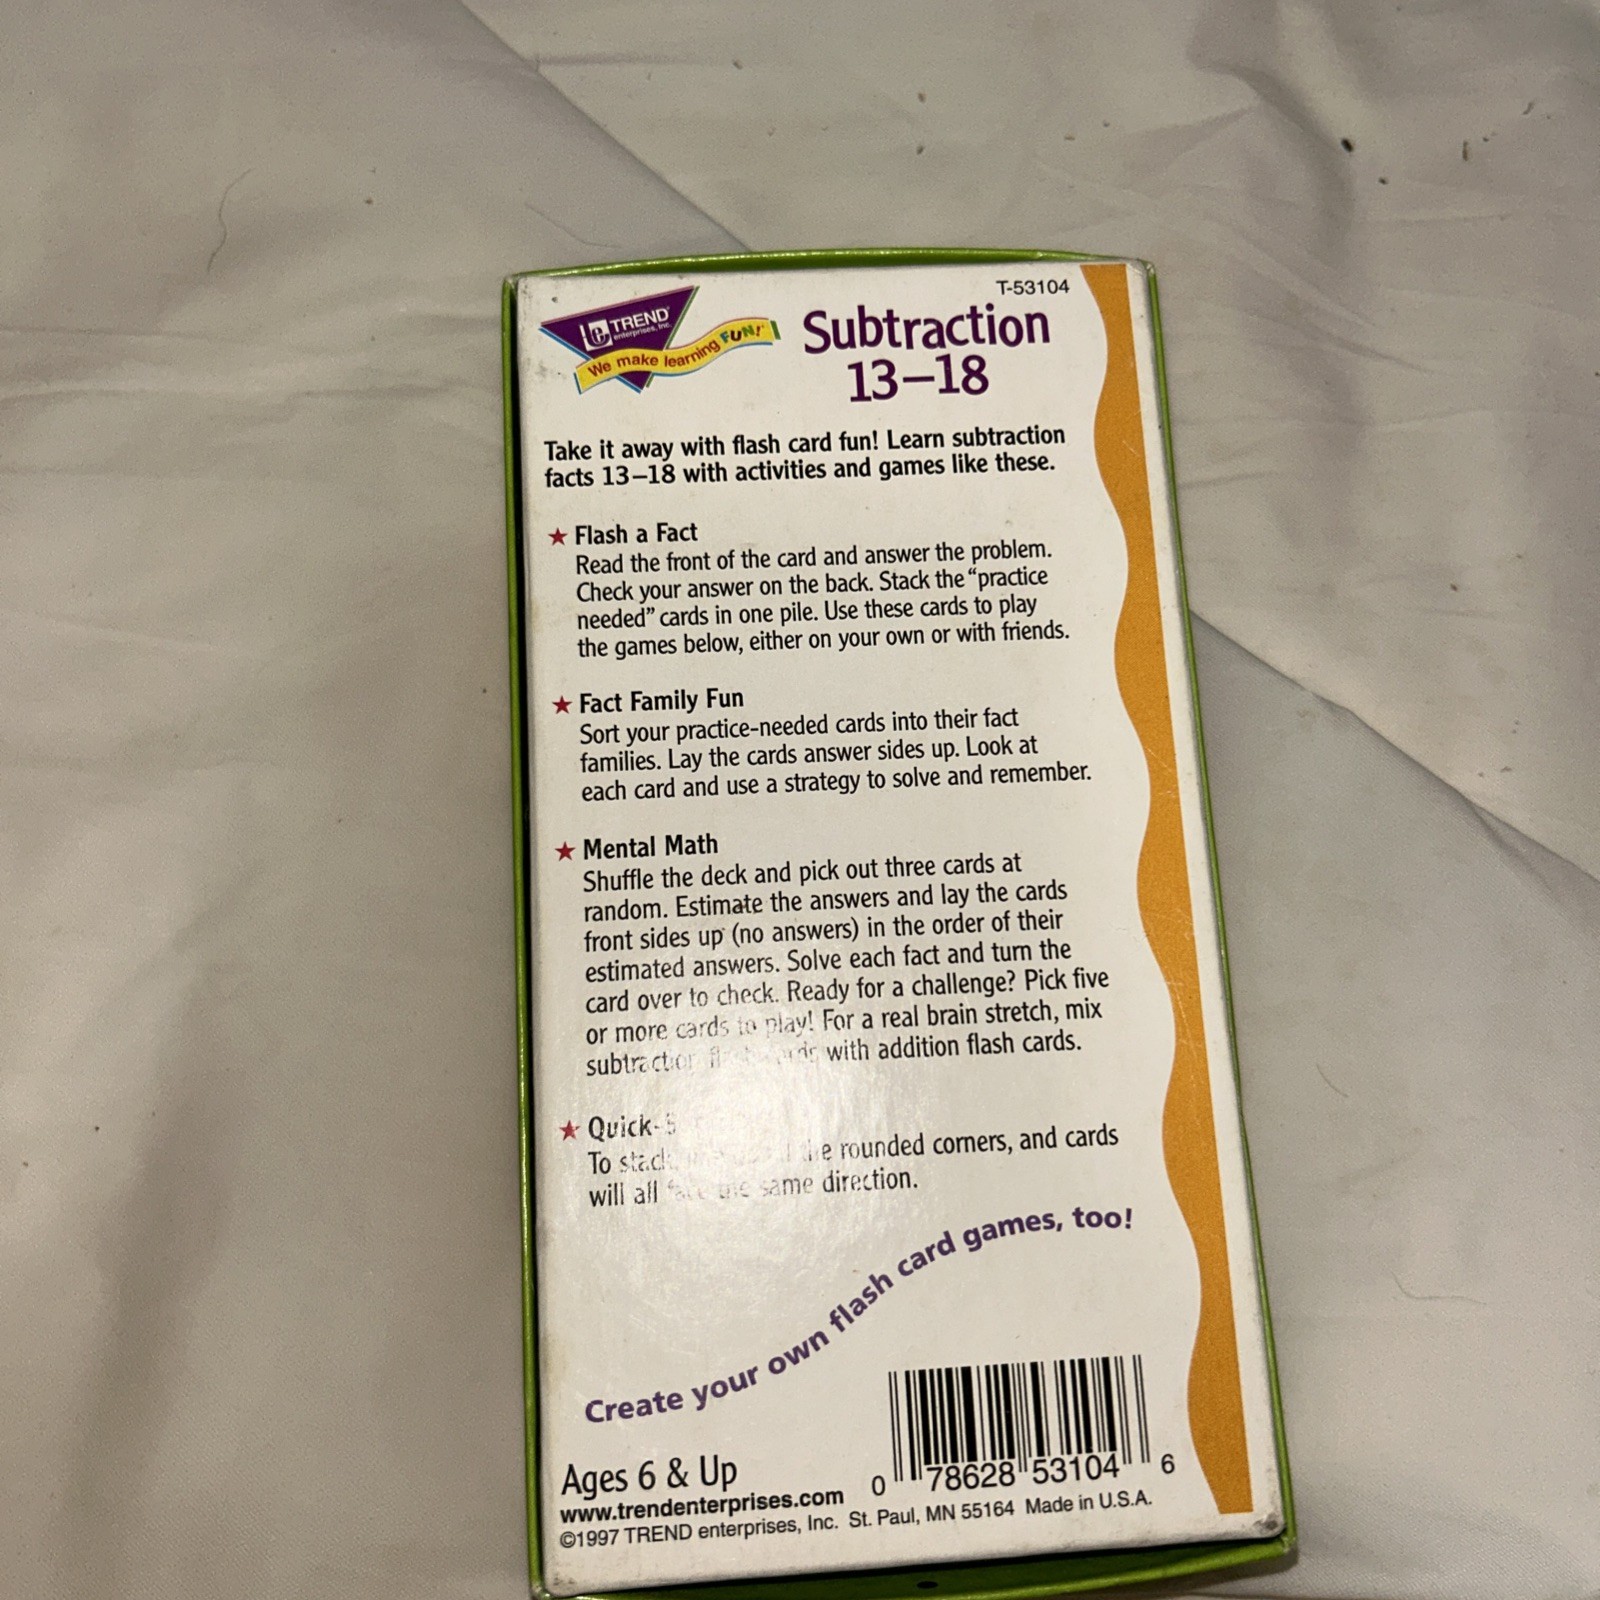 T-53104
TREND
enterprises, Inc.
We make learning FUN!
Subtraction
13–18
Take it away with flash card fun! Learn subtraction
facts 13–18 with activities and games like these.
★ Flash a Fact
Read the front of the card and answer the problem.
Check your answer on the back. Stack the “practice
needed” cards in one pile. Use these cards to play
the games below, either on your own or with friends.
★ Fact Family Fun
Sort your practice-needed cards into their fact
families. Lay the cards answer sides up. Look at
each card and use a strategy to solve and remember.
★ Mental Math
Shuffle the deck and pick out three cards at
random. Estimate the answers and lay the cards
front sides up (no answers) in the order of their
estimated answers. Solve each fact and turn the
card over to check. Ready for a challenge? Pick five
or more cards to play! For a real brain stretch, mix
subtraction with addition flash cards.
★ Quick-
To stack rounded corners, and cards
will all same direction.
Create your own flash card games, too!
Ages 6 & Up
www.trendenterprises.com
0 78628 53104 6
©1997 TREND enterprises, Inc. St. Paul, MN 55164 Made in U.S.A.